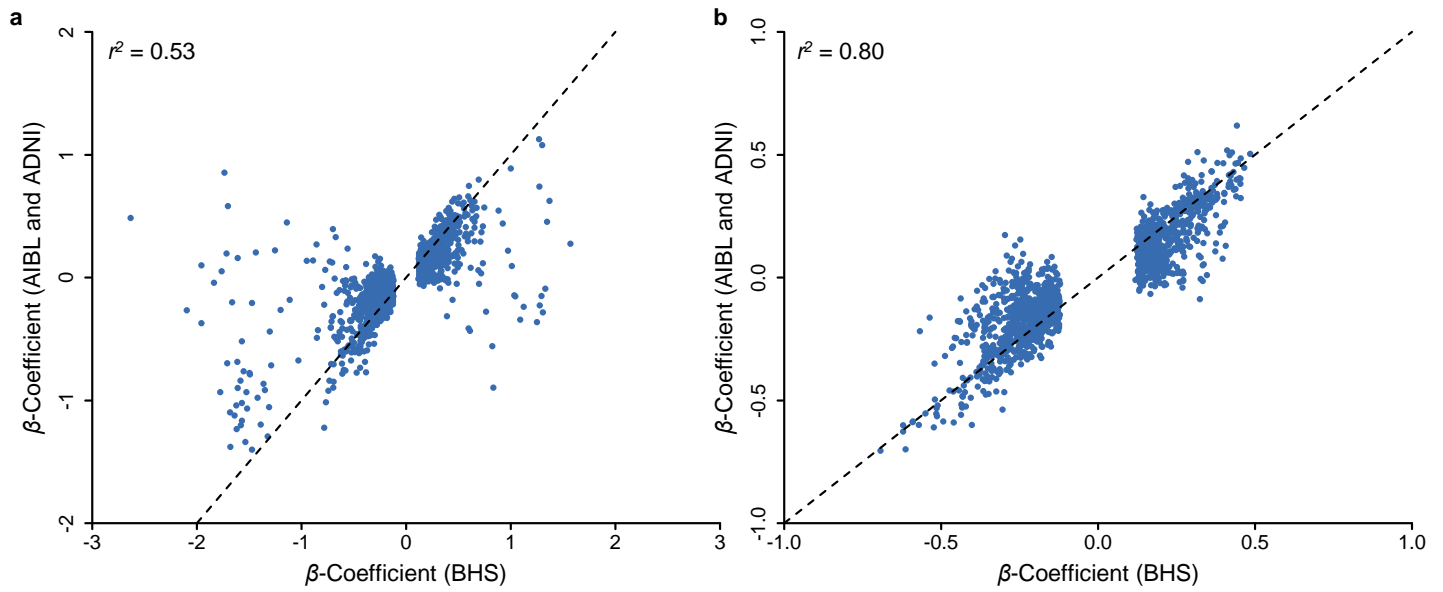 a
r² = 0.53
β-Coefficient (AIBL and ADNI)
2
1
0
-1
-2
-3
-2
-1
0
1
2
3
β-Coefficient (BHS)
b
r² = 0.80
β-Coefficient (AIBL and ADNI)
1.0
0.5
0.0
-0.5
-1.0
-1.0
-0.5
0.0
0.5
1.0
β-Coefficient (BHS)